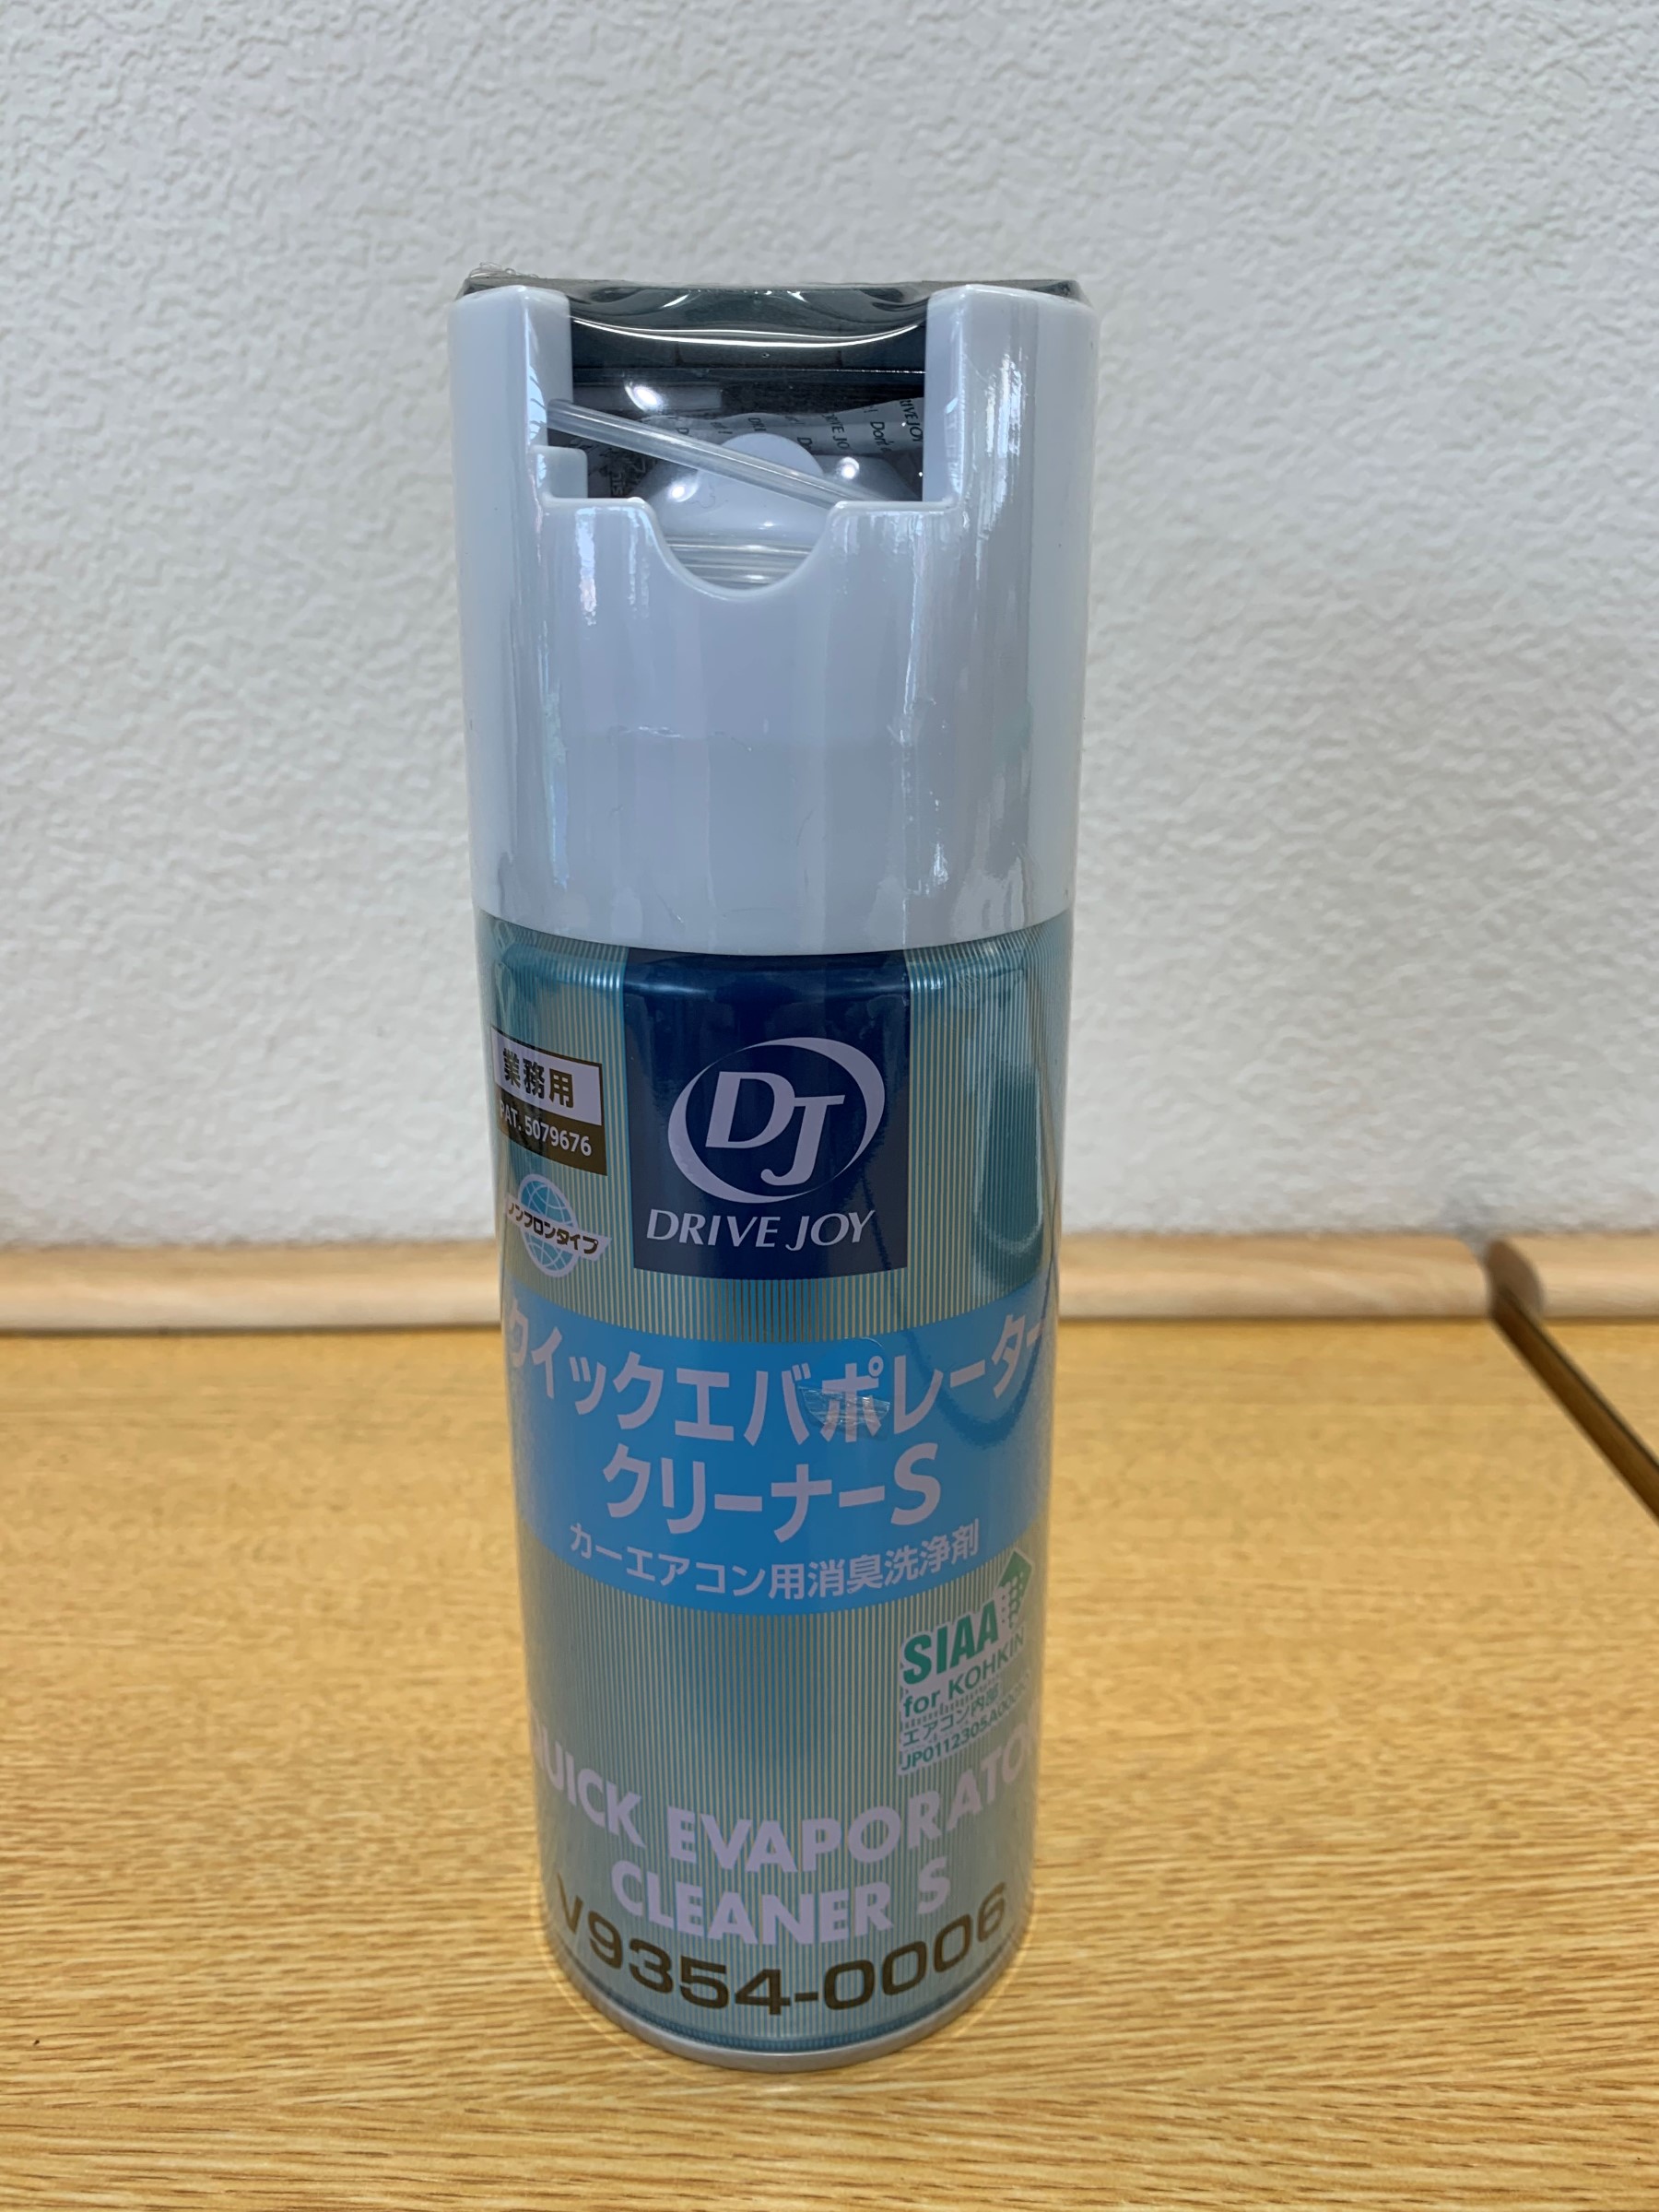 業務用
PAT. 5079676
ノンフロンタイプ
DJ
DRIVE JOY
クイックエバポレーター
クリーナーS
カーエアコン用消臭洗浄剤
SIAA
for KOHKIN
エアコン内部
QUICK EVAPORATOR
CLEANER S
V9354-0006